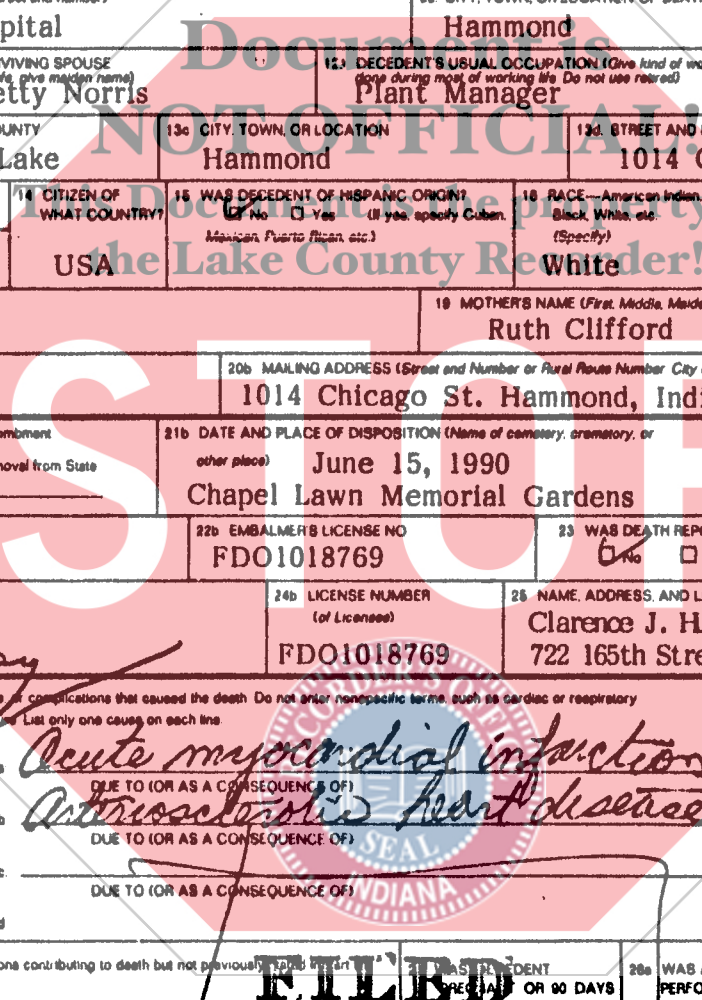 pital Hammond
VIVING SPOUSE
fe, give maiden name)
etty Norris
12a DECEDENT'S USUAL OCCUPATION (Give kind of wo
done during most of working life Do not use retired)
Plant Manager
OUNTY
Lake
13c CITY, TOWN, OR LOCATION
Hammond
13d. STREET AND
1014 C
14 CITIZEN OF
WHAT COUNTRY?
USA
15 WAS DECEDENT OF HISPANIC ORIGIN?
No Yes (If yes, specify Cuban,
Mexican, Puerto Rican, etc.)
16 RACE—American Indian,
Black, White, etc.
(Specify)
White
19 MOTHER'S NAME (First, Middle, Maide
Ruth Clifford
20b MAILING ADDRESS (Street and Number or Rural Route Number City
1014 Chicago St. Hammond, Indi
ombment
noval from State
21b DATE AND PLACE OF DISPOSITION (Name of cemetery, crematory, or
other place) June 15, 1990
Chapel Lawn Memorial Gardens
22b EMBALMER'S LICENSE NO
FDO1018769
23 WAS DEATH REPO
No
24b LICENSE NUMBER
(of Licensee)
FDO1018769
25 NAME, ADDRESS, AND L
Clarence J. H
722 165th Stre
or complications that caused the death Do not enter nonspecific terms, such as cardiac or respiratory
List only one cause on each line.
Acute myocardial infarction
DUE TO (OR AS A CONSEQUENCE OF)
Arteriosclerotic heart disease
DUE TO (OR AS A CONSEQUENCE OF)
DUE TO (OR AS A CONSEQUENCE OF)
ons contributing to death but not previously
FILED
OR 90 DAYS
28a WAS
PERFO
Document is
NOT OFFICIAL!
This Document is the property
the Lake County Recorder!
STOP
SEAL
INDIANA